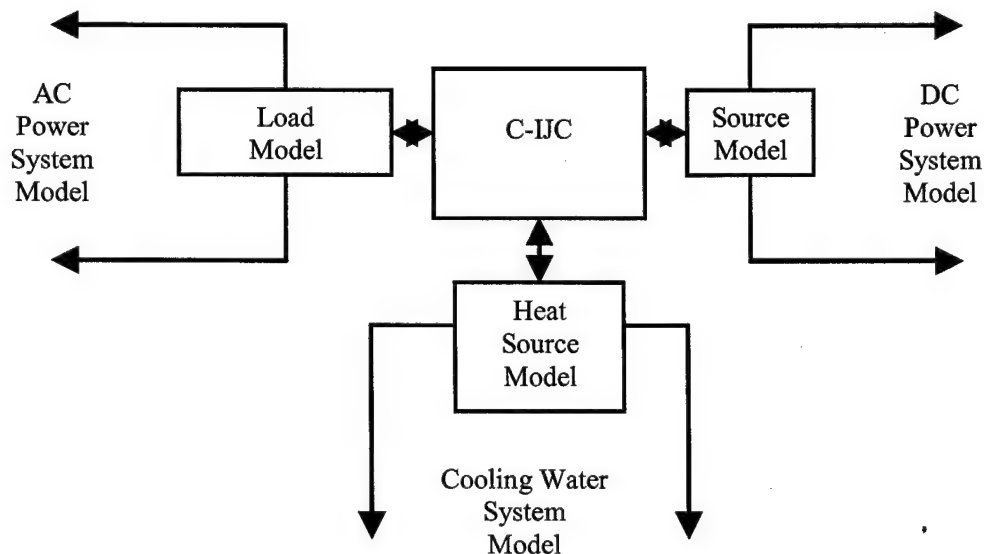 AC
Power
System
Model
Load
Model
C-IJC
Source
Model
DC
Power
System
Model
Heat
Source
Model
Cooling Water
System
Model